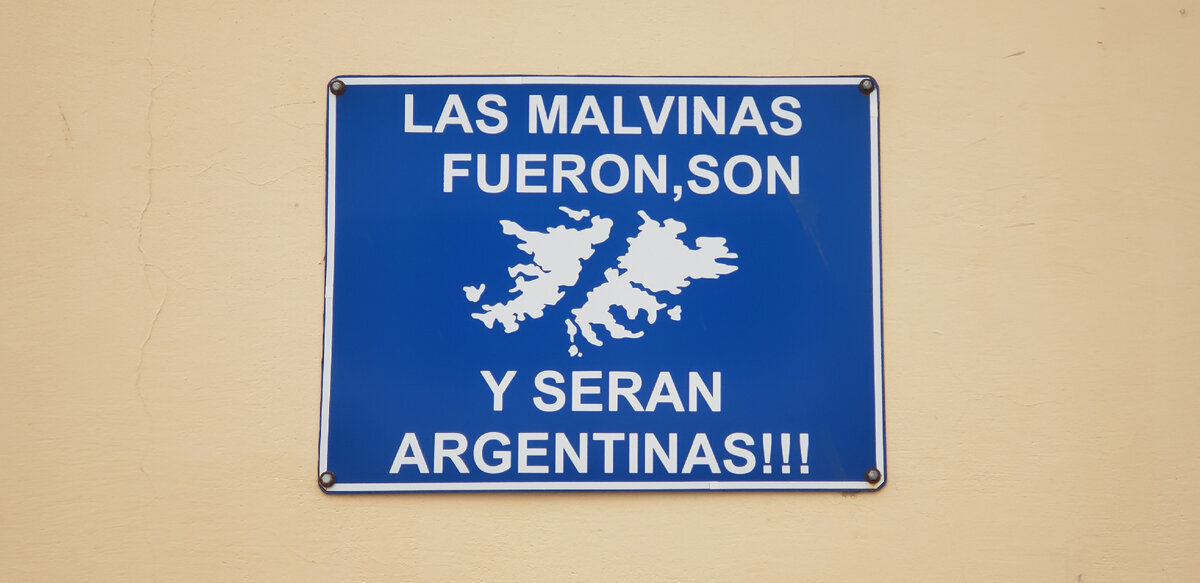 LAS MALVINAS
FUERON,SON
Y SERAN
ARGENTINAS!!!